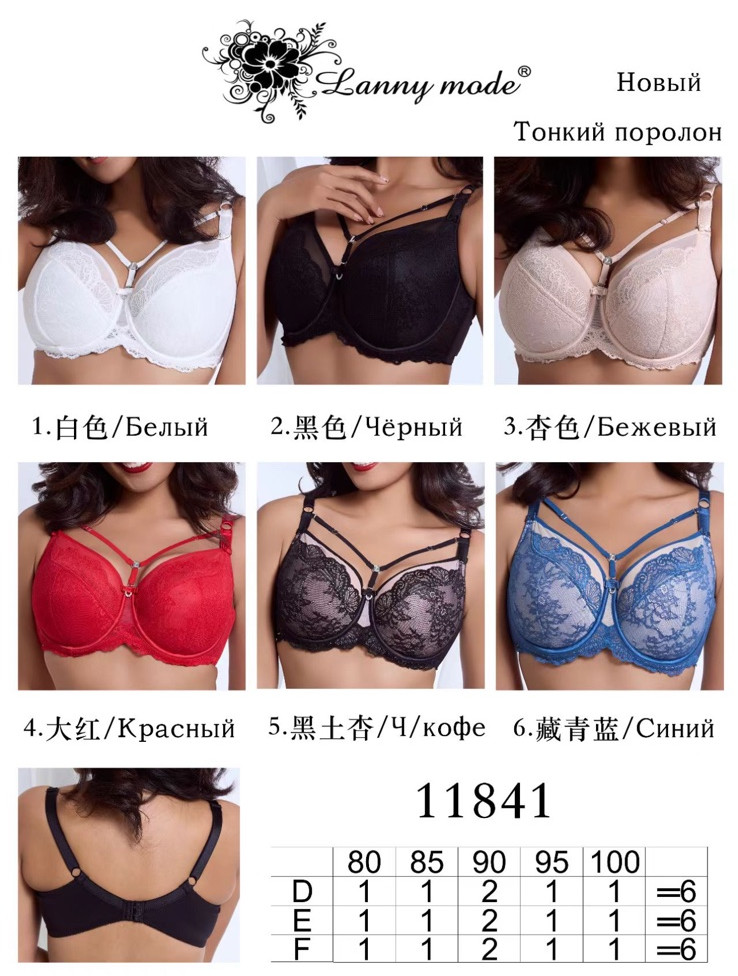 Lanny mode®
Новый
Тонкий поролон
1.白色/Белый
2.黑色/Чёрный
3.杏色/Бежевый
4.大红/Красный
5.黑土杏/Ч/кофе
6.藏青蓝/Синий
11841
80 85 90 95 100
D 1 1 2 1 1 =6
E 1 1 2 1 1 =6
F 1 1 2 1 1 =6